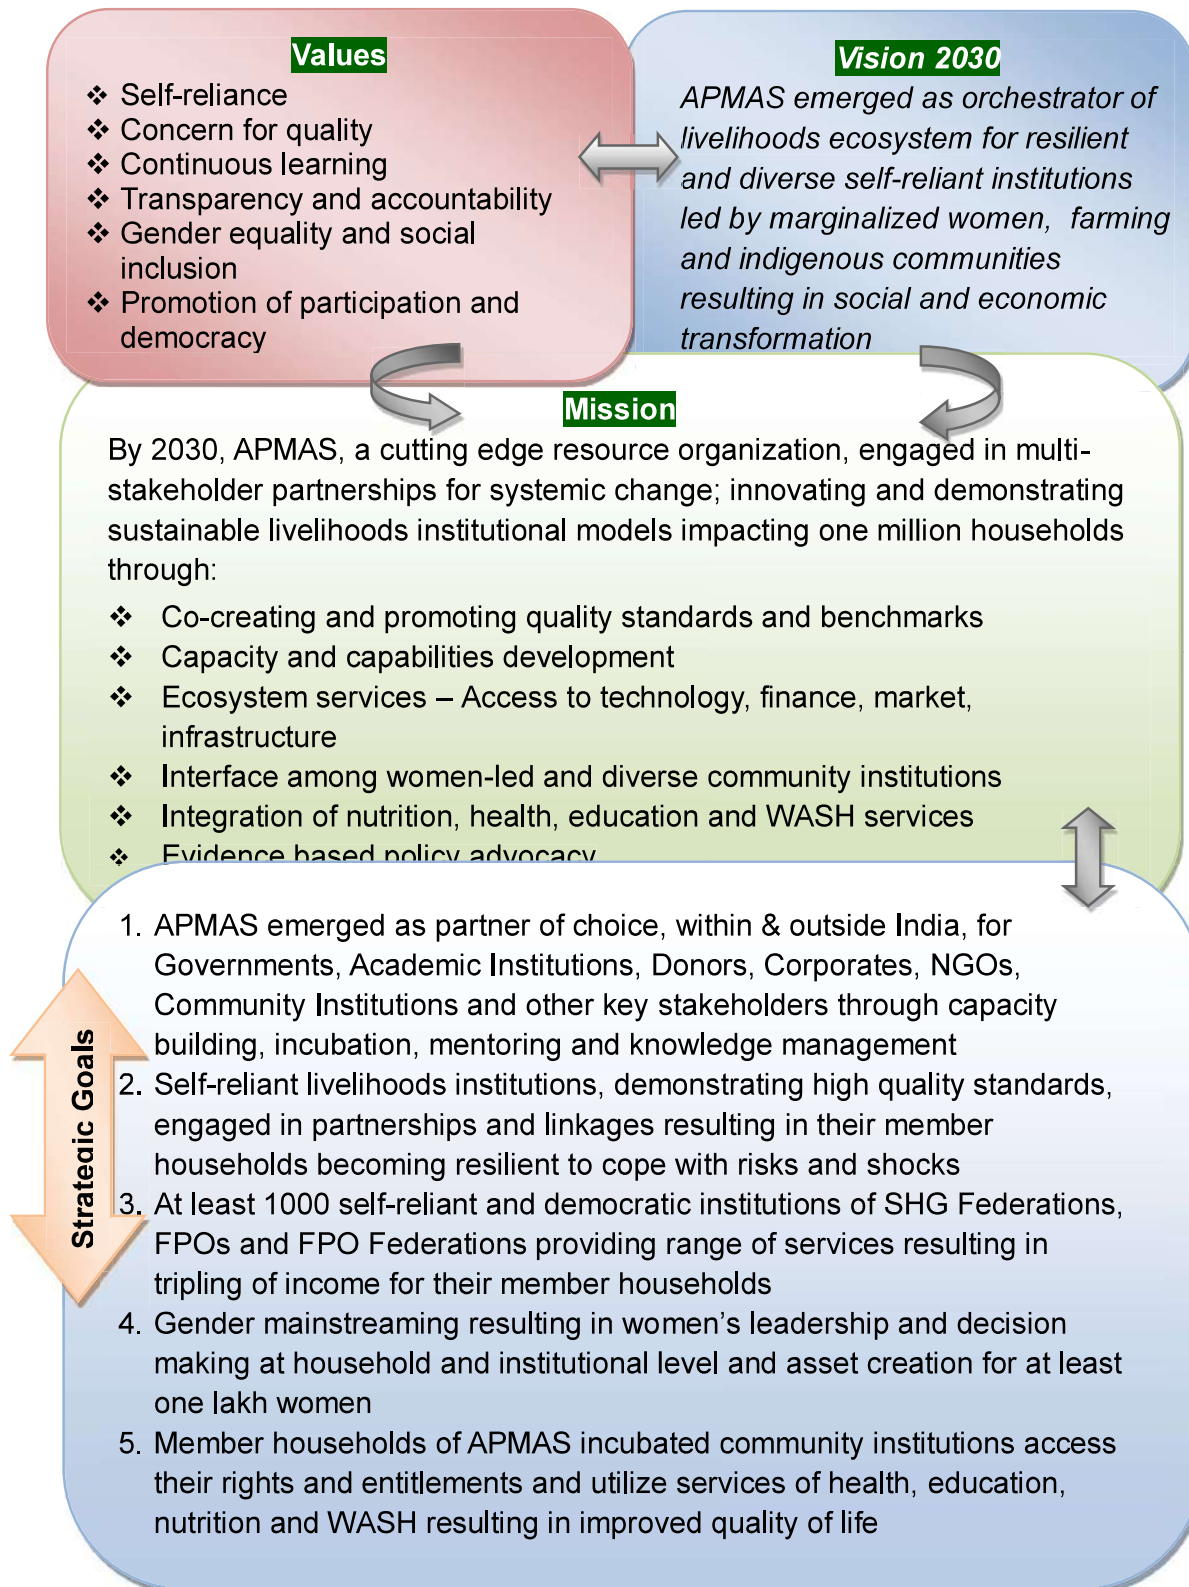 Values
❖ Self-reliance
❖ Concern for quality
❖ Continuous learning
❖ Transparency and accountability
❖ Gender equality and social
inclusion
❖ Promotion of participation and
democracy
Vision 2030
APMAS emerged as orchestrator of
livelihoods ecosystem for resilient
and diverse self-reliant institutions
led by marginalized women, farming
and indigenous communities
resulting in social and economic
transformation
Mission
By 2030, APMAS, a cutting edge resource organization, engaged in multi-
stakeholder partnerships for systemic change; innovating and demonstrating
sustainable livelihoods institutional models impacting one million households
through:
❖ Co-creating and promoting quality standards and benchmarks
❖ Capacity and capabilities development
❖ Ecosystem services – Access to technology, finance, market,
infrastructure
❖ Interface among women-led and diverse community institutions
❖ Integration of nutrition, health, education and WASH services
❖ Evidence based policy advocacy
Strategic Goals
1. APMAS emerged as partner of choice, within & outside India, for
Governments, Academic Institutions, Donors, Corporates, NGOs,
Community Institutions and other key stakeholders through capacity
building, incubation, mentoring and knowledge management
2. Self-reliant livelihoods institutions, demonstrating high quality standards,
engaged in partnerships and linkages resulting in their member
households becoming resilient to cope with risks and shocks
3. At least 1000 self-reliant and democratic institutions of SHG Federations,
FPOs and FPO Federations providing range of services resulting in
tripling of income for their member households
4. Gender mainstreaming resulting in women’s leadership and decision
making at household and institutional level and asset creation for at least
one lakh women
5. Member households of APMAS incubated community institutions access
their rights and entitlements and utilize services of health, education,
nutrition and WASH resulting in improved quality of life